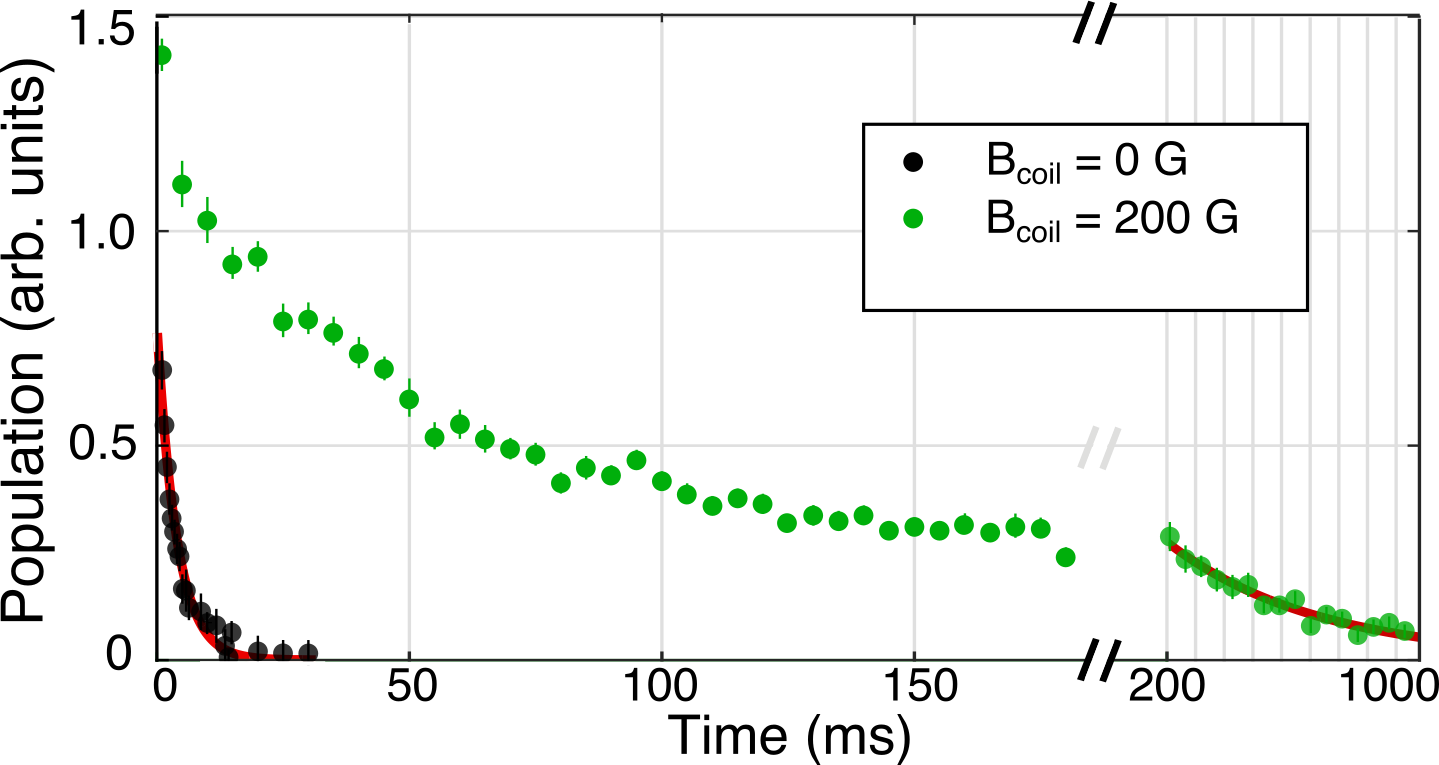 1.5
1.0
0.5
0
Population (arb. units)
B_coil = 0 G
B_coil = 200 G
0 50 100 150 200 1000
Time (ms)